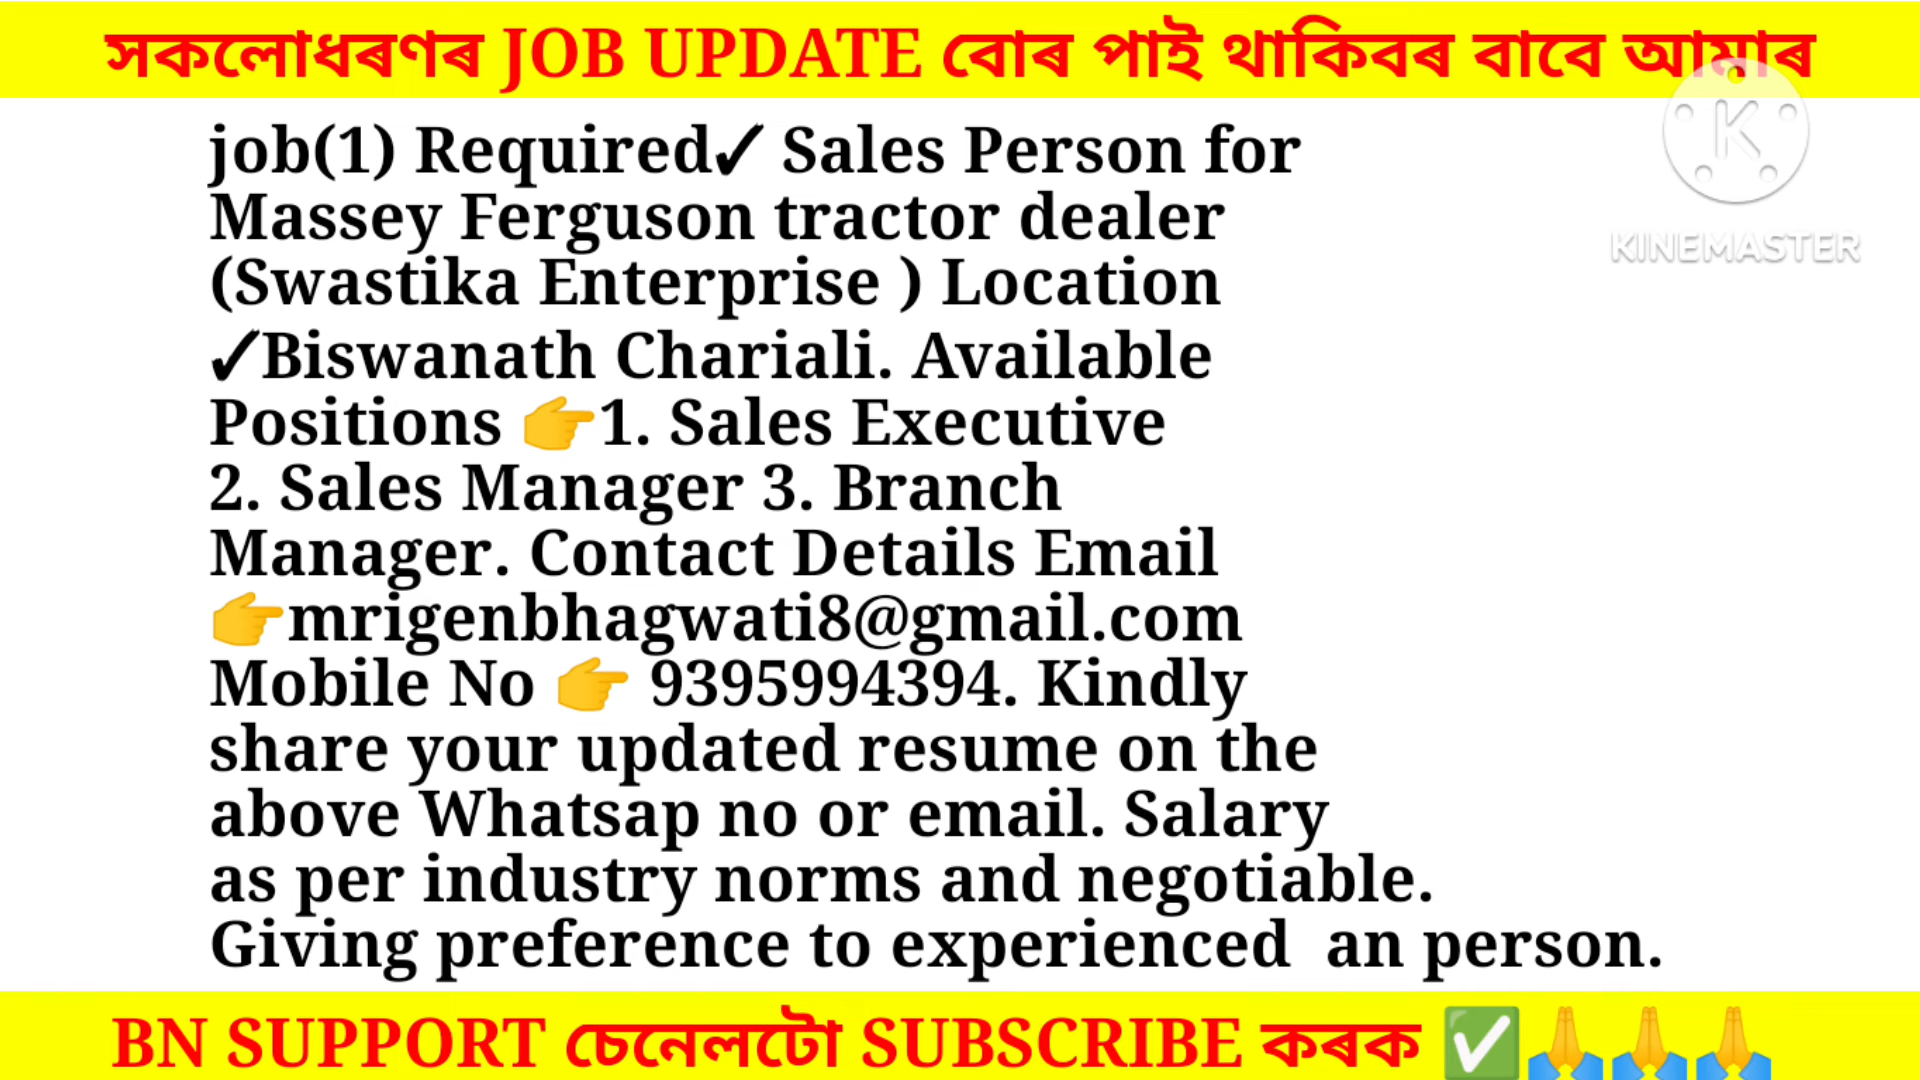 সকলোধৰণৰ JOB UPDATE বোৰ পাই থাকিবৰ বাবে আমাৰ
job(1) Required✓ Sales Person for
Massey Ferguson tractor dealer
(Swastika Enterprise ) Location
✓Biswanath Chariali. Available
Positions 👉1. Sales Executive
2. Sales Manager 3. Branch
Manager. Contact Details Email
👉mrigenbhagwati8@gmail.com
Mobile No 👉 9395994394. Kindly
share your updated resume on the
above Whatsap no or email. Salary
as per industry norms and negotiable.
Giving preference to experienced  an person.
BN SUPPORT চেনেলটো SUBSCRIBE কৰক ✅🙏🙏🙏
K
KINEMASTER